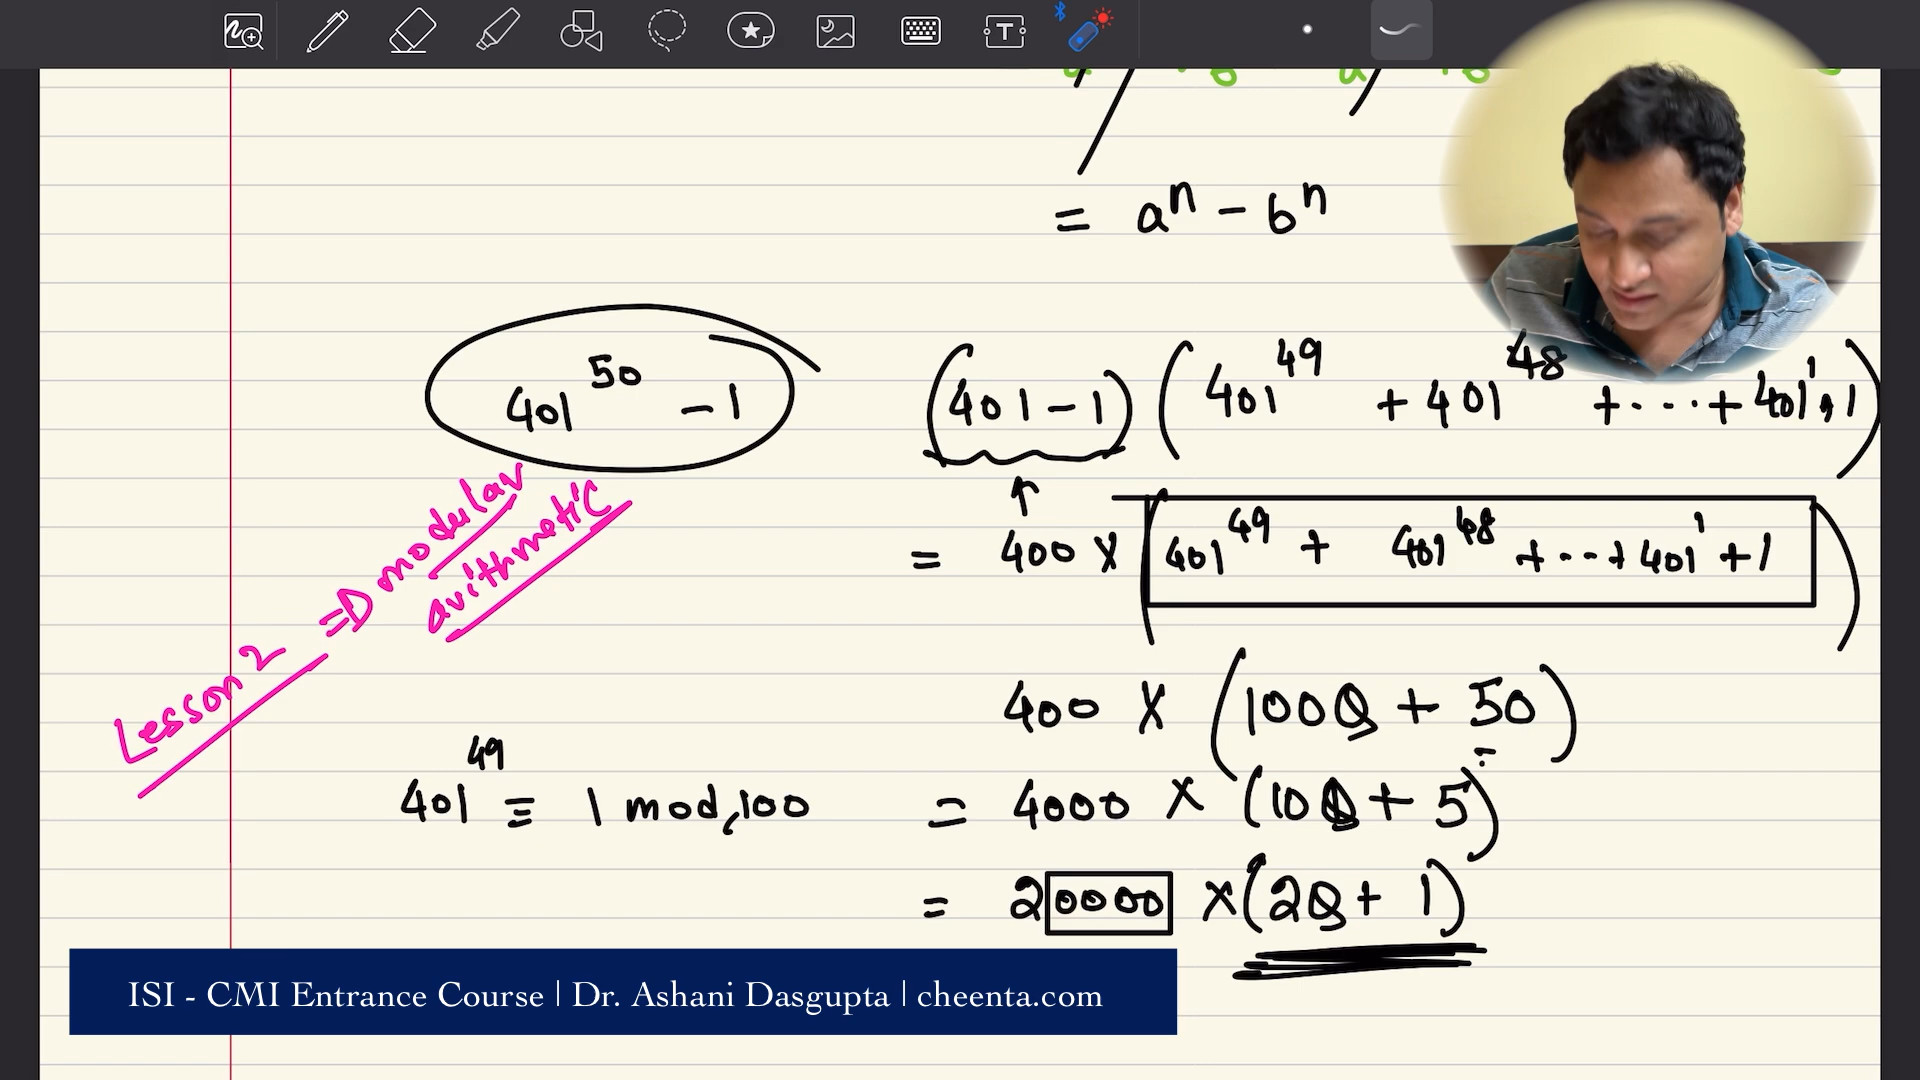 = aⁿ - bⁿ
401⁵⁰ - 1
(401-1) (401⁴⁹ + 401⁴⁸ + ... + 401¹ + 1)
= 400 × (401⁴⁹ + 401⁴⁸ + ... + 401¹ + 1)
Lesson 2 ⇒ modular
arithmetic
400 × (100Q + 50)
401⁴⁹ ≡ 1 mod, 100
= 4000 × (10Q + 5)
= 20000 × (2Q + 1)
ISI - CMI Entrance Course | Dr. Ashani Dasgupta | cheenta.com